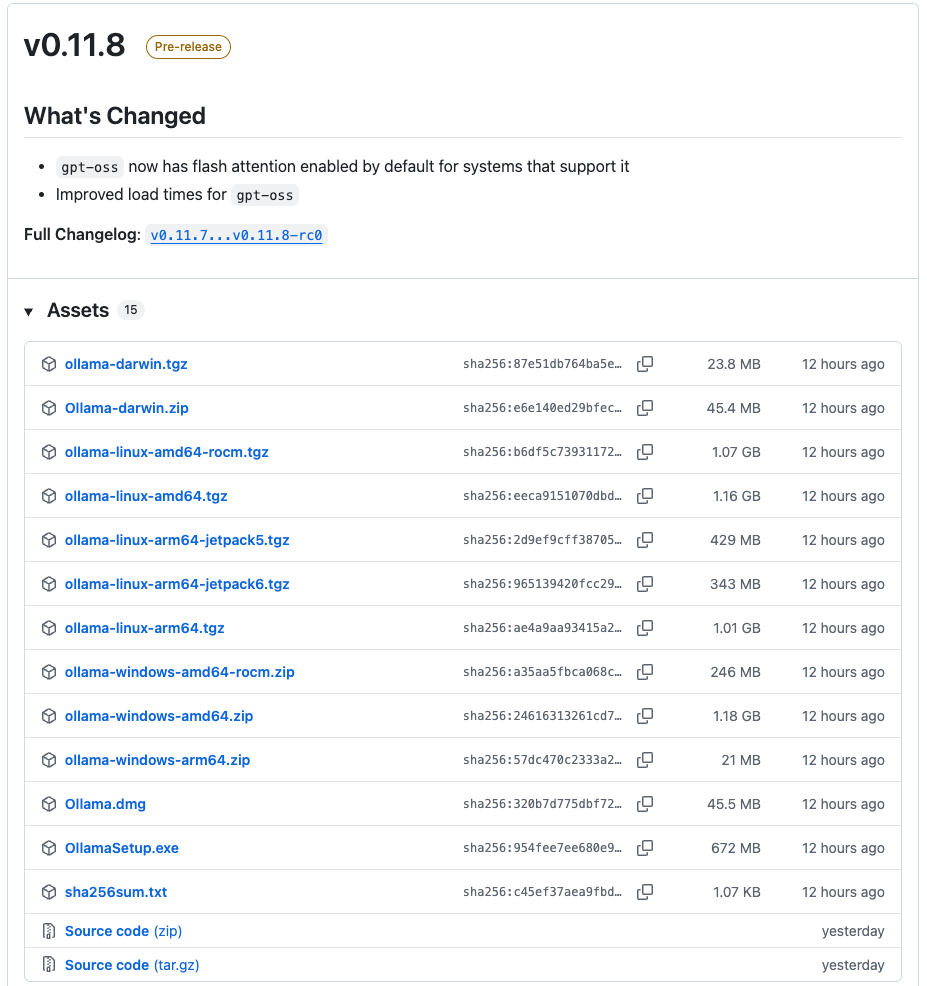 v0.11.8 Pre-release
What's Changed
• gpt-oss now has flash attention enabled by default for systems that support it
• Improved load times for gpt-oss
Full Changelog: v0.11.7...v0.11.8-rc0
▼ Assets 15
ollama-darwin.tgz sha256:87e51db764ba5e… 23.8 MB 12 hours ago
Ollama-darwin.zip sha256:e6e140ed29bfec… 45.4 MB 12 hours ago
ollama-linux-amd64-rocm.tgz sha256:b6df5c73931172… 1.07 GB 12 hours ago
ollama-linux-amd64.tgz sha256:eeca9151070dbd… 1.16 GB 12 hours ago
ollama-linux-arm64-jetpack5.tgz sha256:2d9ef9cff38705… 429 MB 12 hours ago
ollama-linux-arm64-jetpack6.tgz sha256:965139420fcc29… 343 MB 12 hours ago
ollama-linux-arm64.tgz sha256:ae4a9aa93415a2… 1.01 GB 12 hours ago
ollama-windows-amd64-rocm.zip sha256:a35aa5fbca068c… 246 MB 12 hours ago
ollama-windows-amd64.zip sha256:24616313261cd7… 1.18 GB 12 hours ago
ollama-windows-arm64.zip sha256:57dc470c2333a2… 21 MB 12 hours ago
Ollama.dmg sha256:320b7d775dbf72… 45.5 MB 12 hours ago
OllamaSetup.exe sha256:954fee7ee680e9… 672 MB 12 hours ago
sha256sum.txt sha256:c45ef37aea9fbd… 1.07 KB 12 hours ago
Source code (zip) yesterday
Source code (tar.gz) yesterday